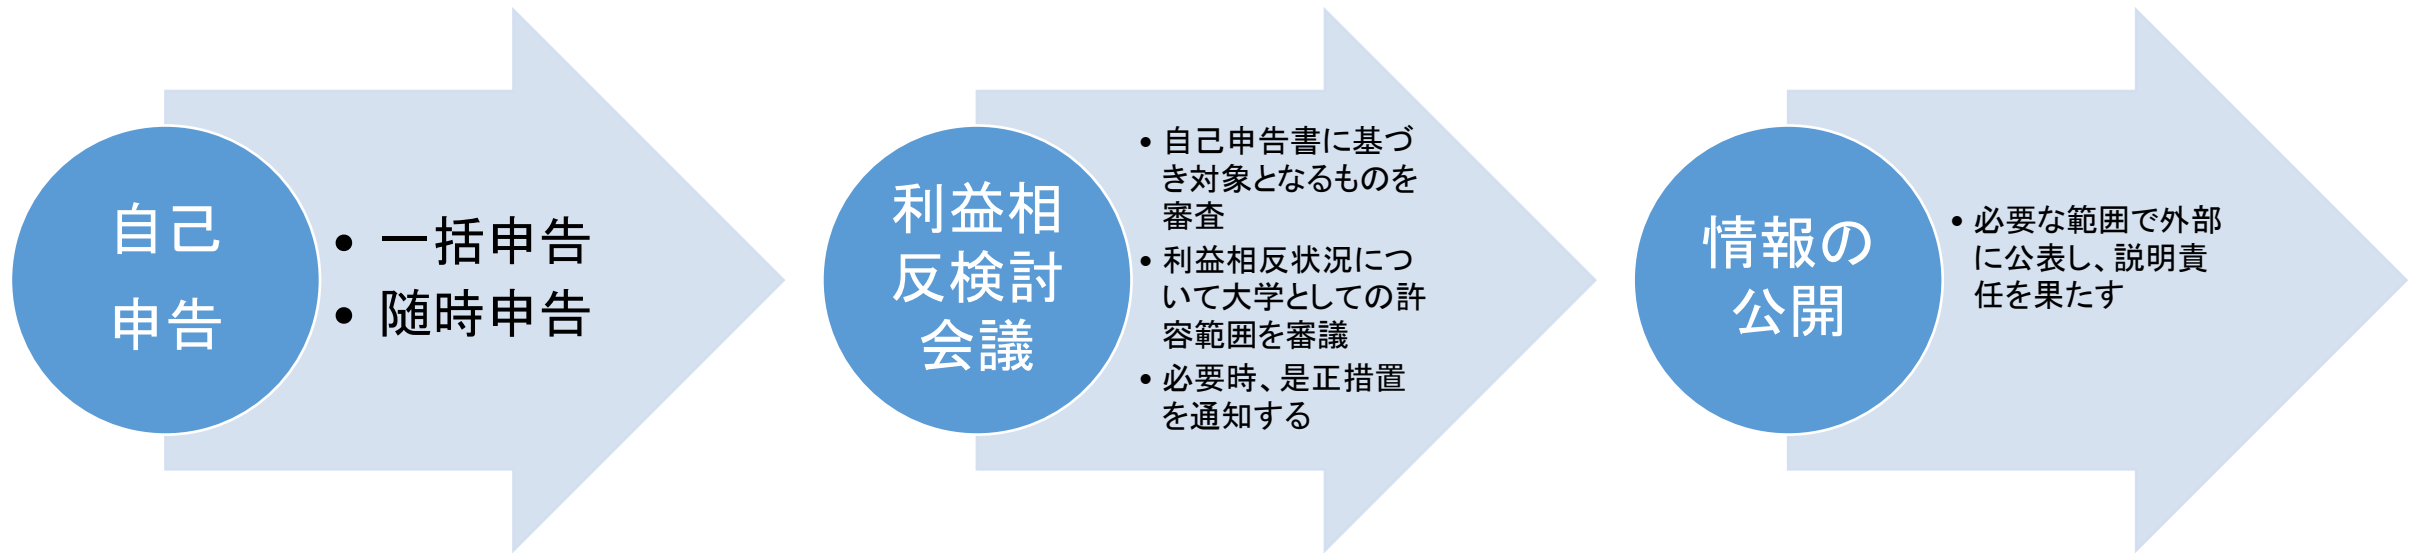 自己
申告
• 一括申告
• 随時申告
利益相
反検討
会議
• 自己申告書に基づ
き対象となるものを
審査
• 利益相反状況につ
いて大学としての許
容範囲を審議
• 必要時、是正措置
を通知する
情報の
公開
• 必要な範囲で外部
に公表し、説明責
任を果たす